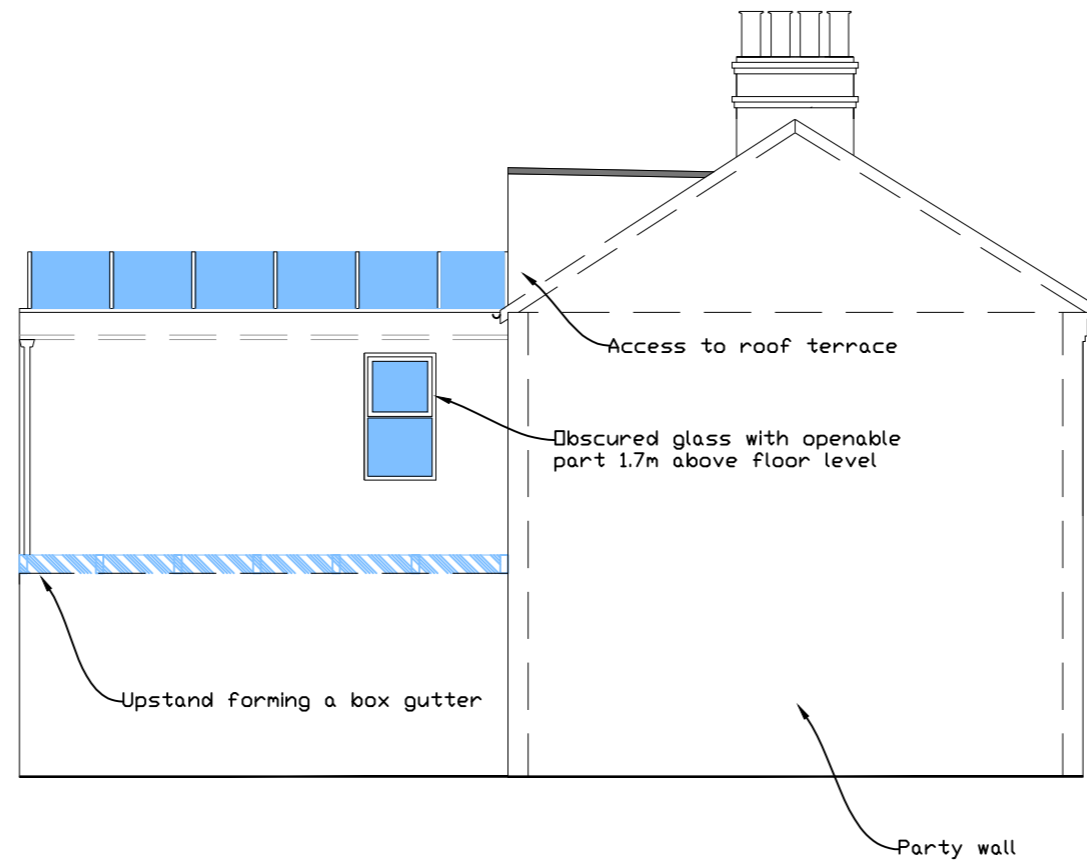 Access to roof terrace
Obscured glass with openable
part 1.7m above floor level
Upstand forming a box gutter
Party wall